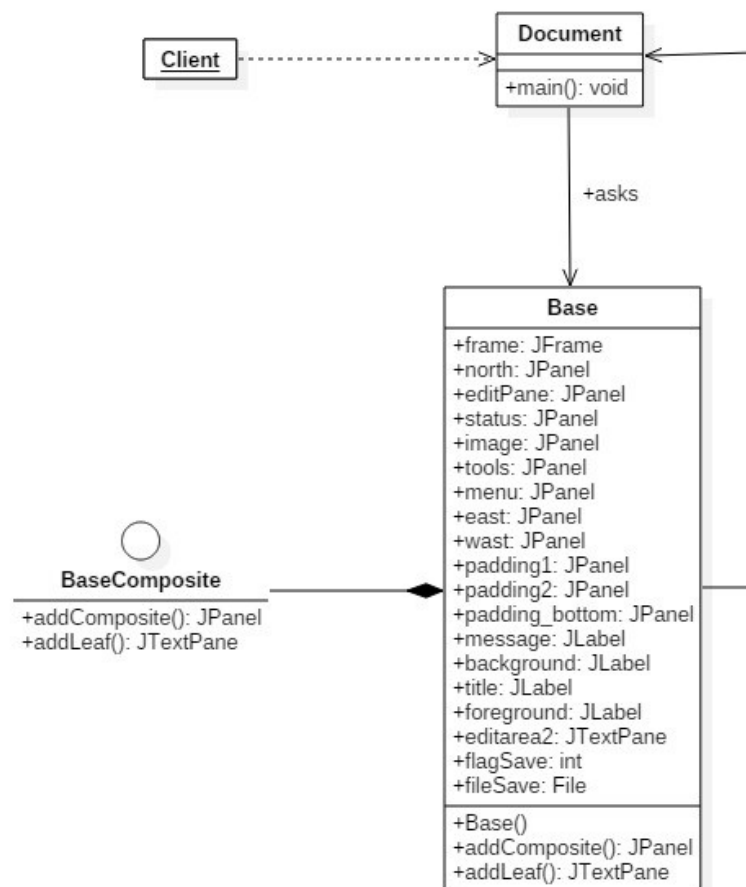 Document
Client
+main(): void
+asks
Base
+frame: JFrame
+north: JPanel
+editPane: JPanel
+status: JPanel
+image: JPanel
+tools: JPanel
+menu: JPanel
+east: JPanel
+wast: JPanel
+padding1: JPanel
+padding2: JPanel
+padding_bottom: JPanel
+message: JLabel
+background: JLabel
+title: JLabel
+foreground: JLabel
+editarea2: JTextPane
+flagSave: int
+fileSave: File
+Base()
+addComposite(): JPanel
+addLeaf(): JTextPane
BaseComposite
+addComposite(): JPanel
+addLeaf(): JTextPane